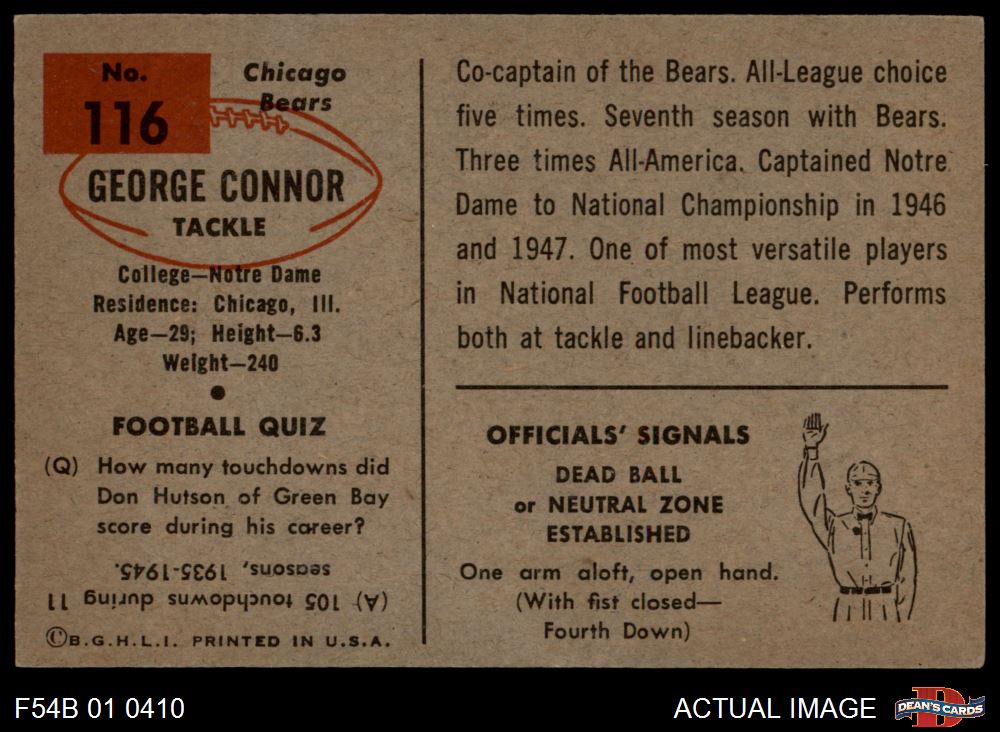 No.
116
Chicago
Bears
GEORGE CONNOR
TACKLE
College—Notre Dame
Residence: Chicago, Ill.
Age—29; Height—6.3
Weight—240
FOOTBALL QUIZ
(Q) How many touchdowns did
Don Hutson of Green Bay
score during his career?
(A) 105 touchdowns during 11
seasons, 1935-1945.
©B.G.H.L.I. PRINTED IN U.S.A.
Co-captain of the Bears. All-League choice
five times. Seventh season with Bears.
Three times All-America. Captained Notre
Dame to National Championship in 1946
and 1947. One of most versatile players
in National Football League. Performs
both at tackle and linebacker.
OFFICIALS' SIGNALS
DEAD BALL
or NEUTRAL ZONE
ESTABLISHED
One arm aloft, open hand.
(With fist closed—
Fourth Down)
F54B 01 0410
ACTUAL IMAGE
D
DEAN'S CARDS